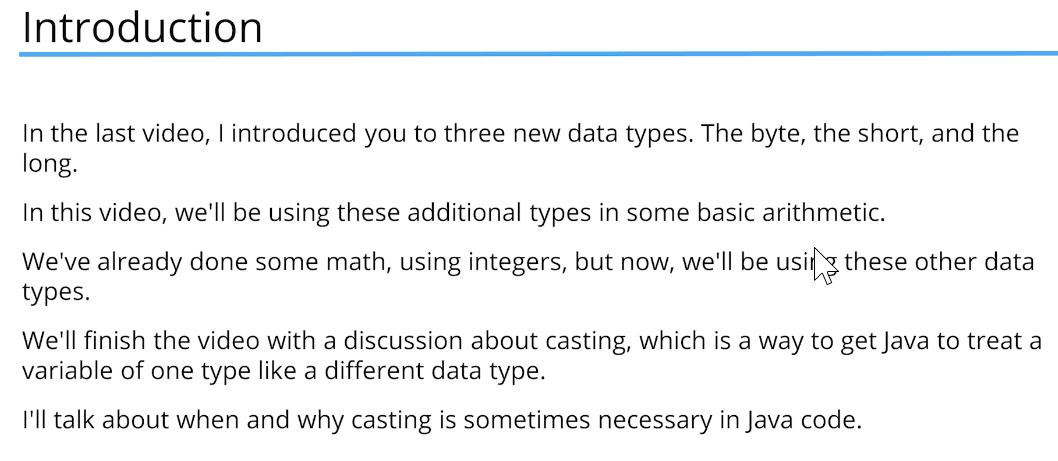 Introduction
In the last video, I introduced you to three new data types. The byte, the short, and the
long.
In this video, we'll be using these additional types in some basic arithmetic.
We've already done some math, using integers, but now, we'll be using these other data
types.
We'll finish the video with a discussion about casting, which is a way to get Java to treat a
variable of one type like a different data type.
I'll talk about when and why casting is sometimes necessary in Java code.